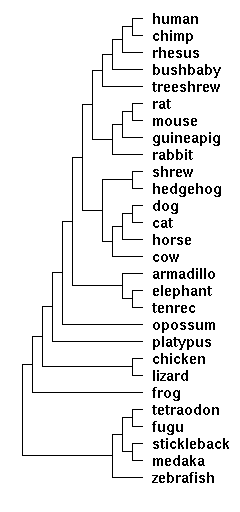 human
chimp
rhesus
bushbaby
treeshrew
rat
mouse
guineapig
rabbit
shrew
hedgehog
dog
cat
horse
cow
armadillo
elephant
tenrec
opossum
platypus
chicken
lizard
frog
tetraodon
fugu
stickleback
medaka
zebrafish